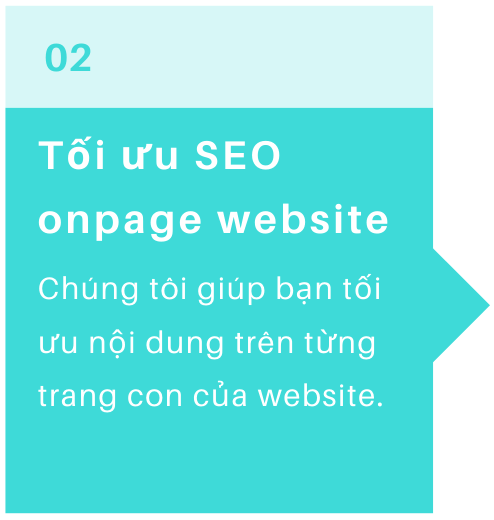 02
Tối ưu SEO
onpage website
Chúng tôi giúp bạn tối
ưu nội dung trên từng
trang con của website.